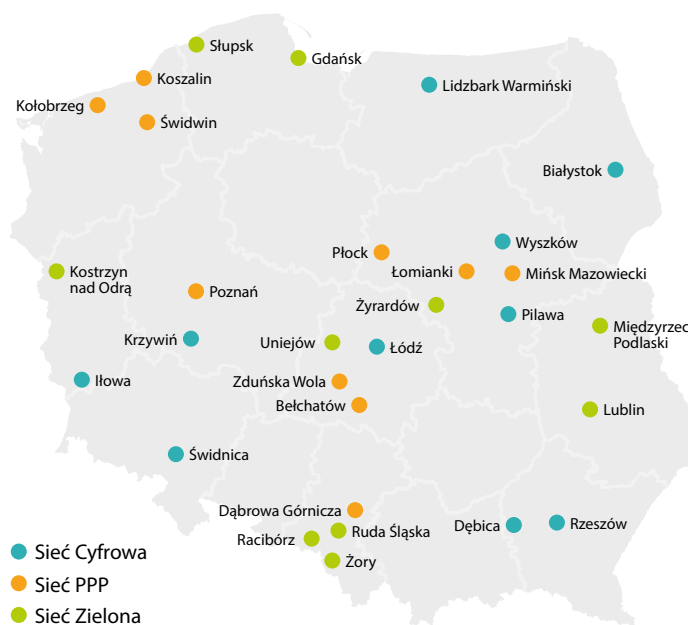 Słupsk
Gdańsk
Koszalin
Lidzbark Warmiński
Kołobrzeg
Świdwin
Białystok
Wyszków
Płock
Łomianki
Mińsk Mazowiecki
Kostrzyn
nad Odrą
Poznań
Żyrardów
Pilawa
Międzyrzec
Podlaski
Krzywiń
Uniejów
Łódź
Iłowa
Zduńska Wola
Bełchatów
Lublin
Świdnica
Dąbrowa Górnicza
Ruda Śląska
Dębica
Rzeszów
Racibórz
Żory
Sieć Cyfrowa
Sieć PPP
Sieć Zielona